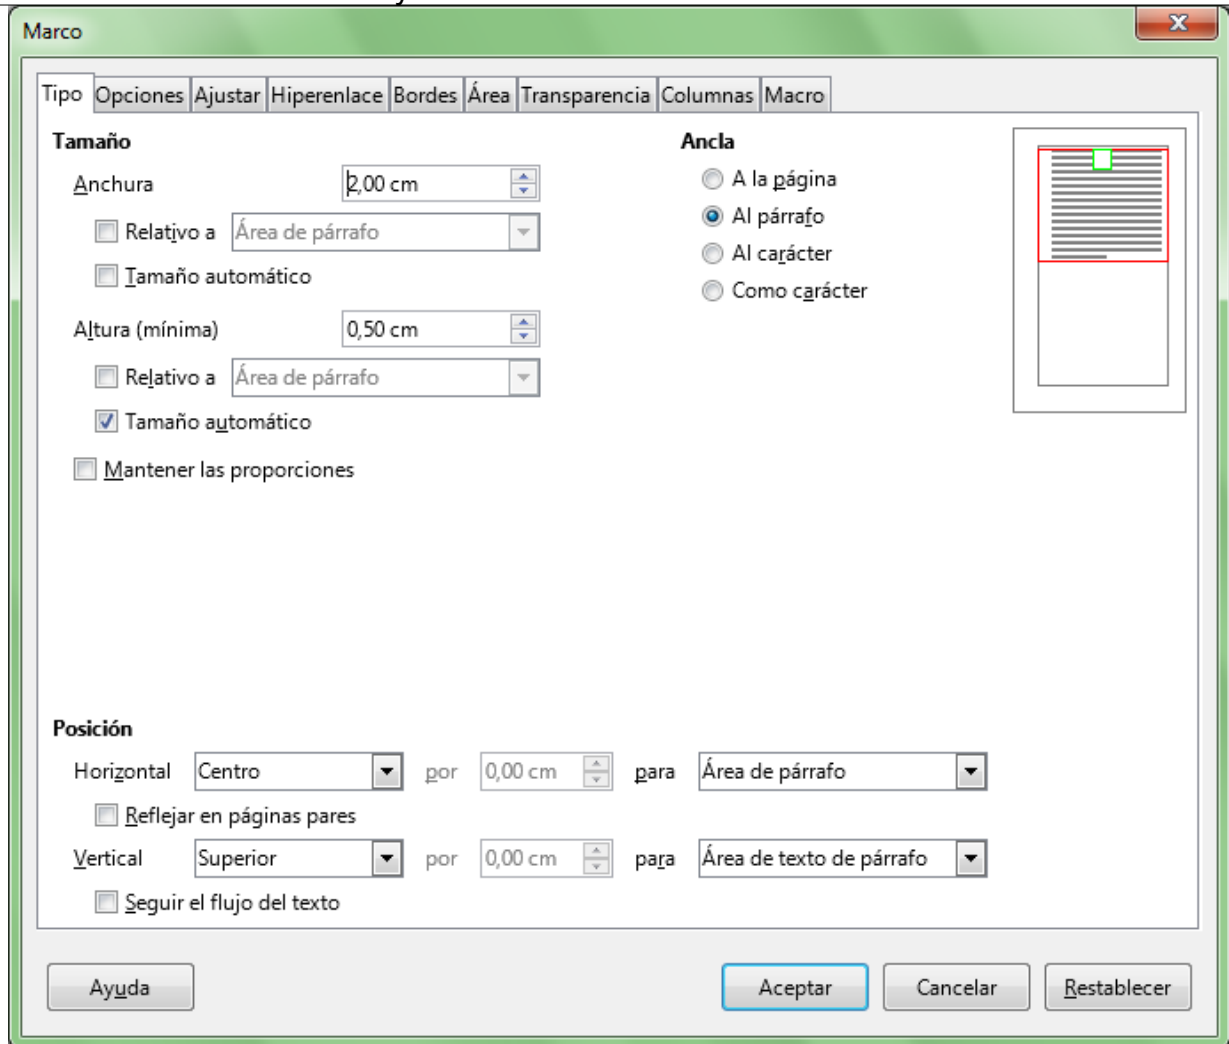 Marco
Tipo Opciones Ajustar Hiperenlace Bordes Área Transparencia Columnas Macro
Tamaño
Anchura 2,00 cm
Relativo a Área de párrafo
Tamaño automático
Altura (mínima) 0,50 cm
Relativo a Área de párrafo
Tamaño automático
Mantener las proporciones
Ancla
A la página
Al párrafo
Al carácter
Como carácter
Posición
Horizontal Centro por 0,00 cm para Área de párrafo
Reflejar en páginas pares
Vertical Superior por 0,00 cm para Área de texto de párrafo
Seguir el flujo del texto
Ayuda Aceptar Cancelar Restablecer